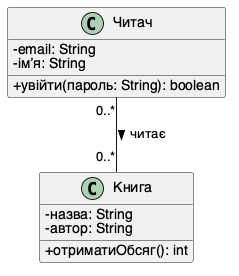 C Читач
-email: String
-ім'я: String
+увійти(пароль: String): boolean
0..*
читає
0..*
C Книга
-назва: String
-автор: String
+отриматиОбсяг(): int